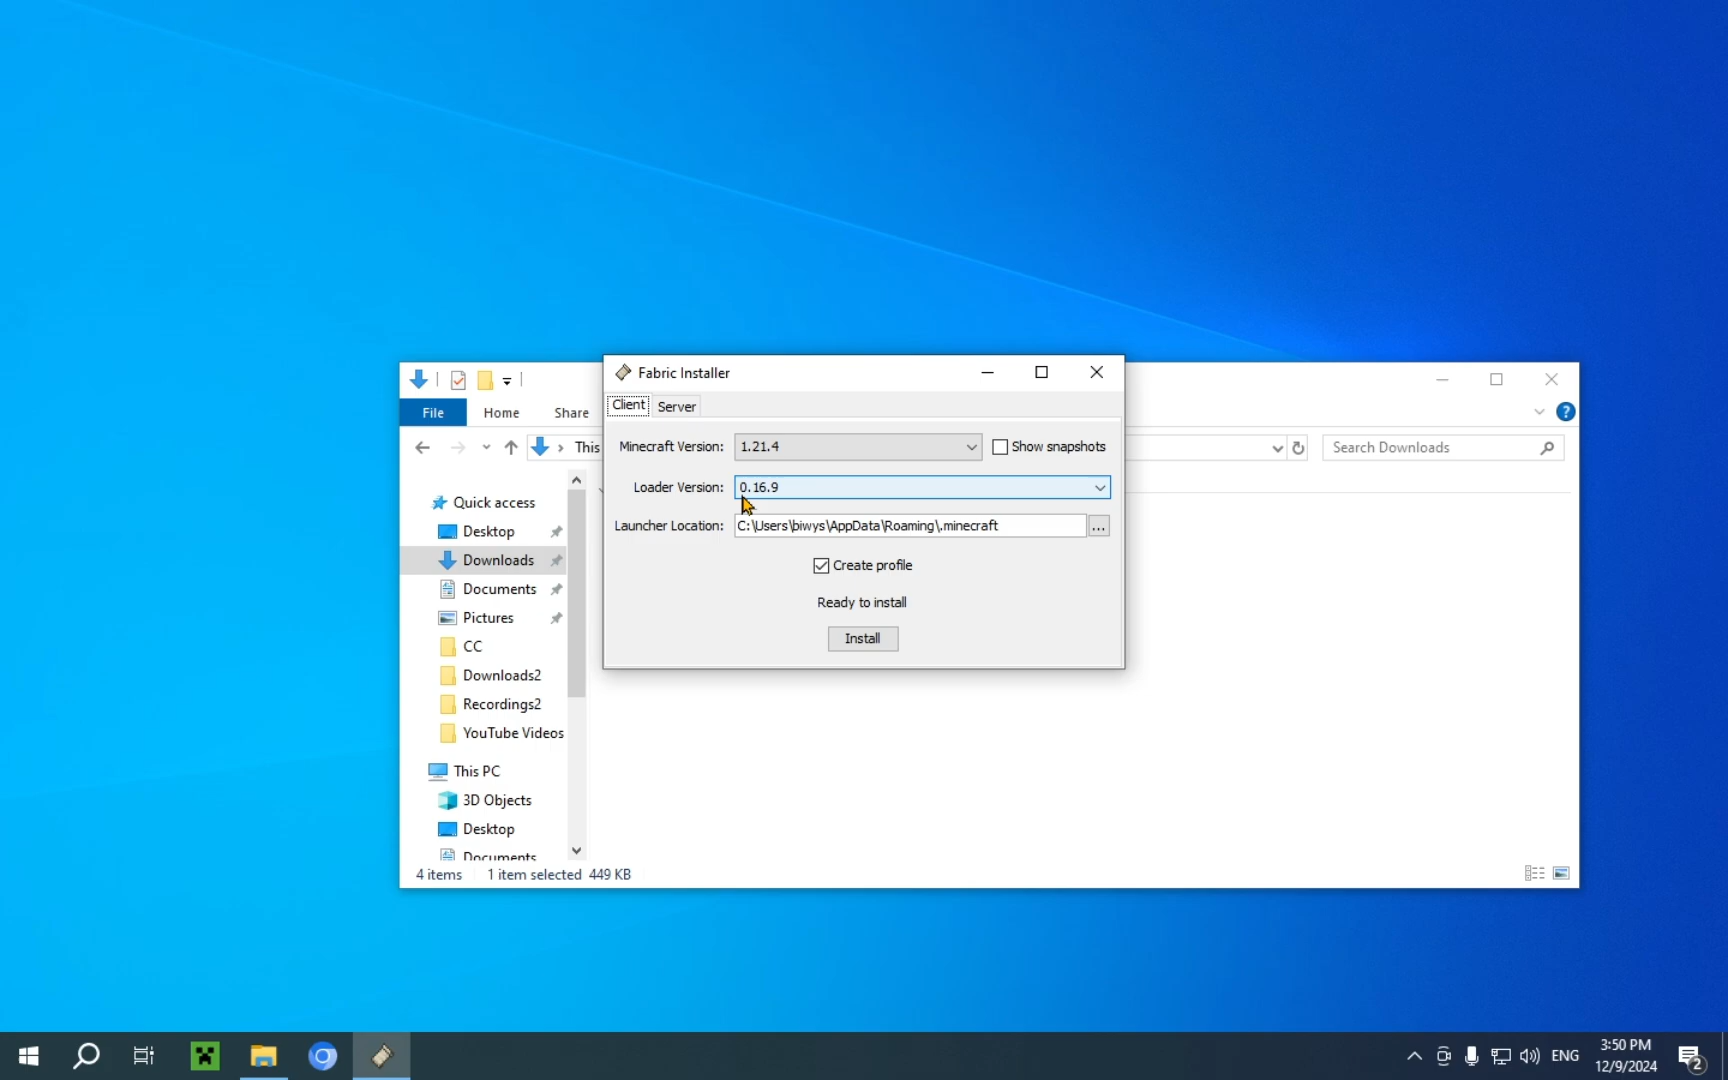 Fabric Installer
Client Server
Minecraft Version: 1.21.4 Show snapshots
Loader Version: 0.16.9
Launcher Location: C:\Users\biwys\AppData\Roaming\.minecraft ...
Create profile
Ready to install
Install
File Home Share
This
Search Downloads
Quick access
Desktop
Downloads
Documents
Pictures
CC
Downloads2
Recordings2
YouTube Videos
This PC
3D Objects
Desktop
Documents
4 items 1 item selected 449 KB
ENG
3:50 PM
12/9/2024
2